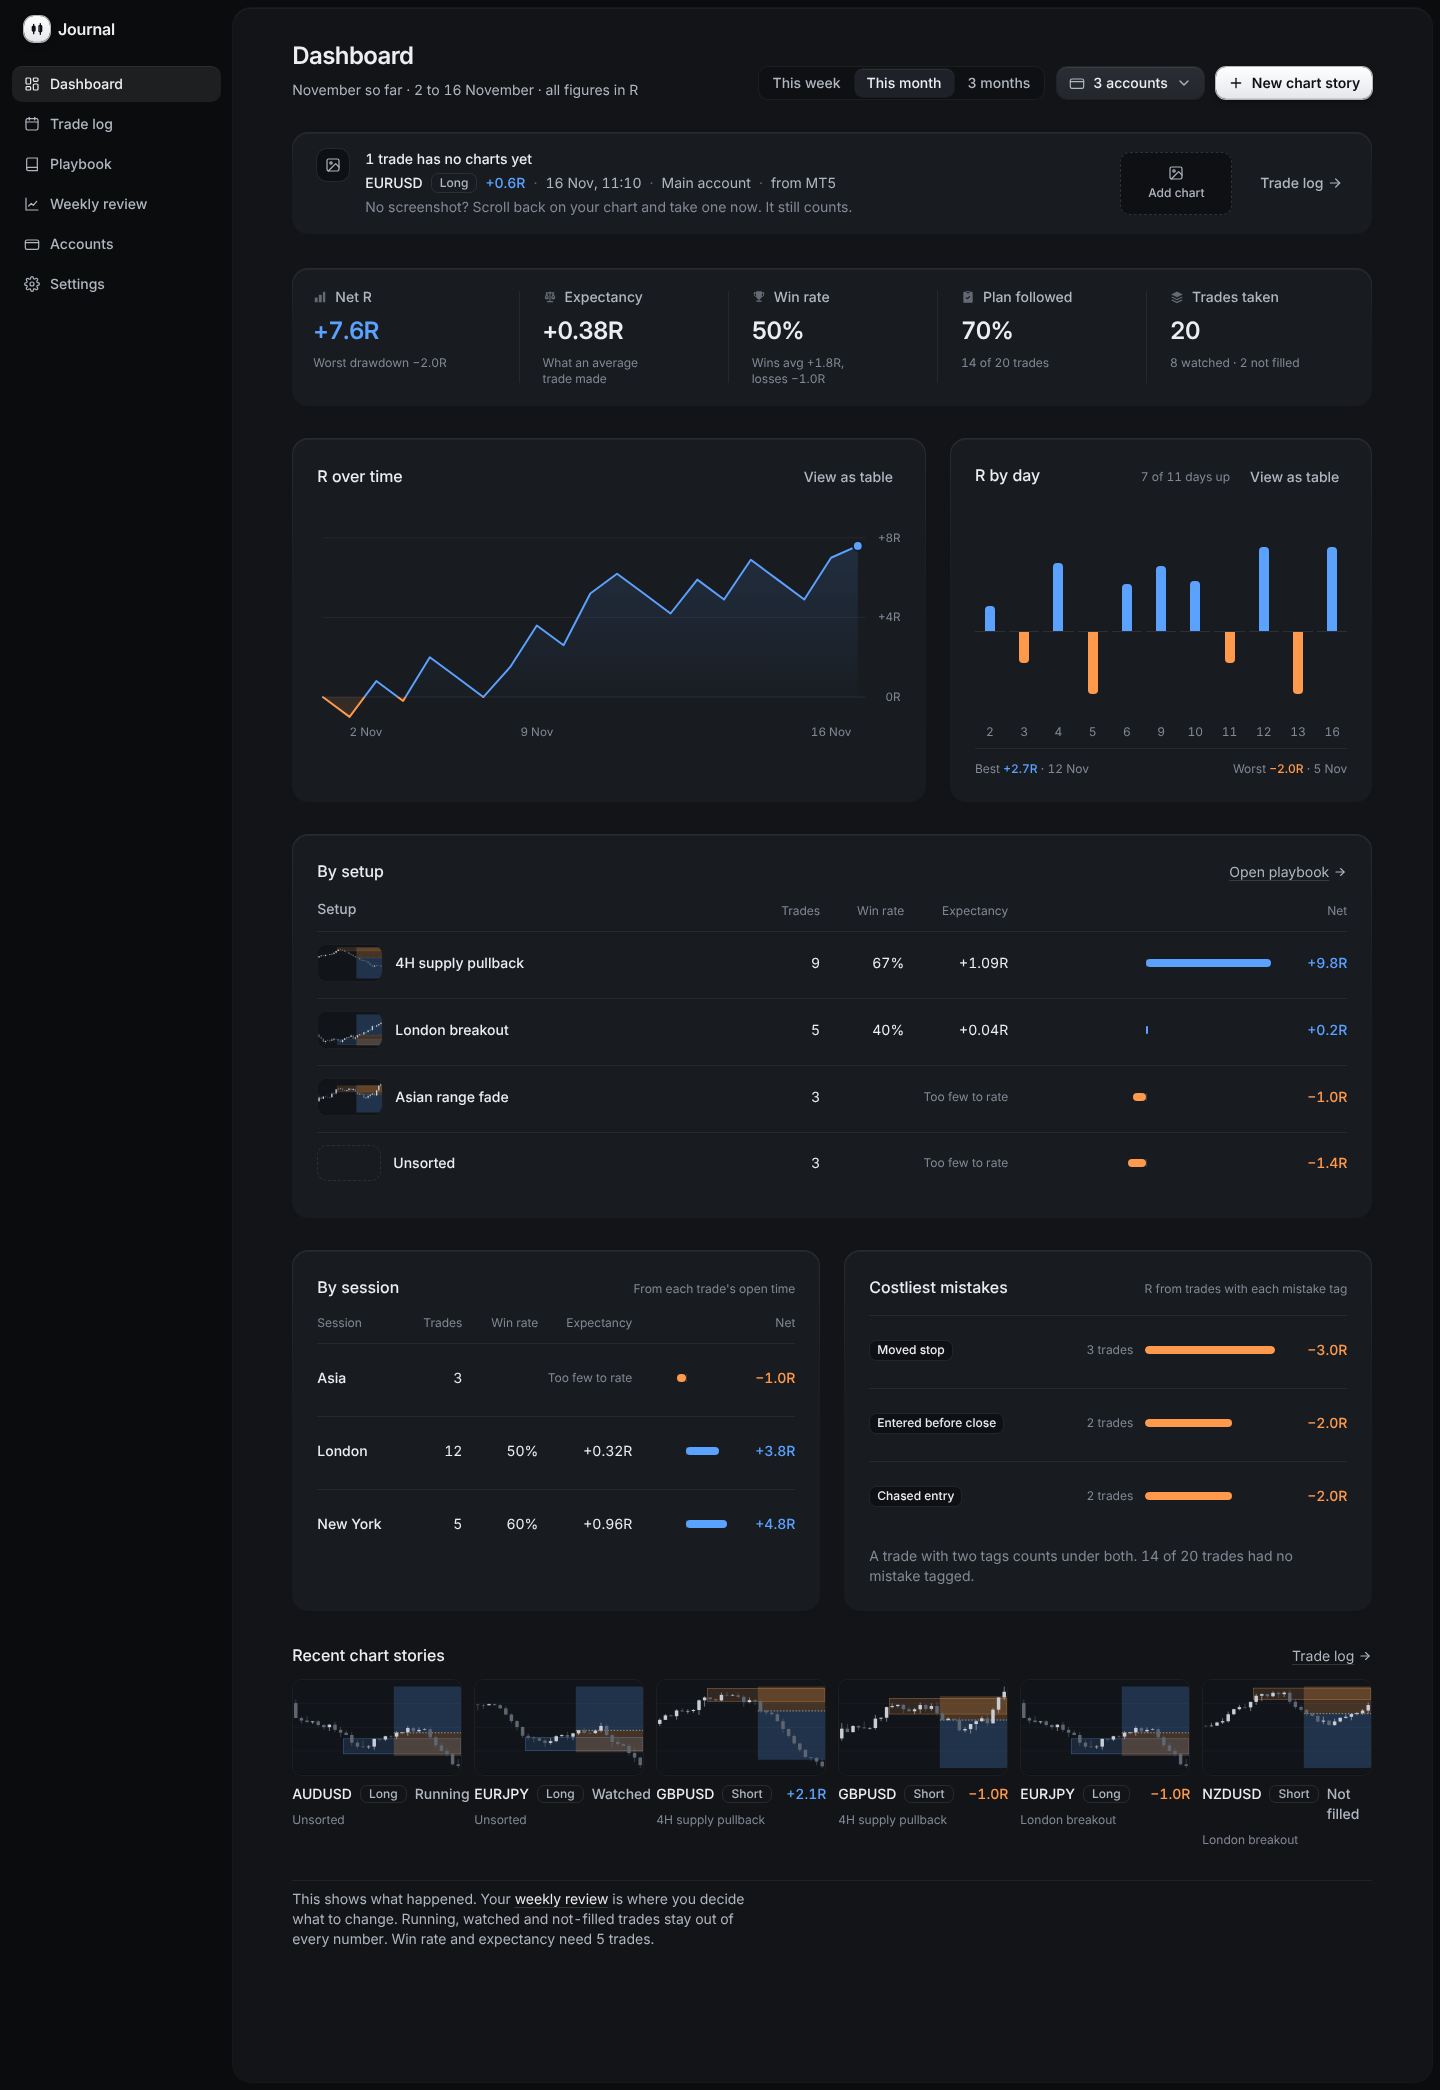 Journal
Dashboard
Trade log
Playbook
Weekly review
Accounts
Settings
Dashboard
November so far · 2 to 16 November · all figures in R
This week This month 3 months
3 accounts
New chart story
1 trade has no charts yet
EURUSD Long +0.6R · 16 Nov, 11:10 · Main account · from MT5
No screenshot? Scroll back on your chart and take one now. It still counts.
Add chart
Trade log →
Net R
+7.6R
Worst drawdown −2.0R
Expectancy
+0.38R
What an average
trade made
Win rate
50%
Wins avg +1.8R,
losses −1.0R
Plan followed
70%
14 of 20 trades
Trades taken
20
8 watched · 2 not filled
R over time View as table
+8R
+4R
0R
2 Nov 9 Nov 16 Nov
R by day 7 of 11 days up View as table
2 3 4 5 6 9 10 11 12 13 16
Best +2.7R · 12 Nov Worst −2.0R · 5 Nov
By setup Open playbook →
Setup Trades Win rate Expectancy Net
4H supply pullback 9 67% +1.09R +9.8R
London breakout 5 40% +0.04R +0.2R
Asian range fade 3 Too few to rate −1.0R
Unsorted 3 Too few to rate −1.4R
By session From each trade's open time
Session Trades Win rate Expectancy Net
Asia 3 Too few to rate −1.0R
London 12 50% +0.32R +3.8R
New York 5 60% +0.96R +4.8R
Costliest mistakes R from trades with each mistake tag
Moved stop 3 trades −3.0R
Entered before close 2 trades −2.0R
Chased entry 2 trades −2.0R
A trade with two tags counts under both. 14 of 20 trades had no
mistake tagged.
Recent chart stories Trade log →
AUDUSD Long Running
Unsorted
EURJPY Long Watched
Unsorted
GBPUSD Short +2.1R
4H supply pullback
GBPUSD Short −1.0R
4H supply pullback
EURJPY Long −1.0R
London breakout
NZDUSD Short Not
filled
London breakout
This shows what happened. Your weekly review is where you decide
what to change. Running, watched and not-filled trades stay out of
every number. Win rate and expectancy need 5 trades.